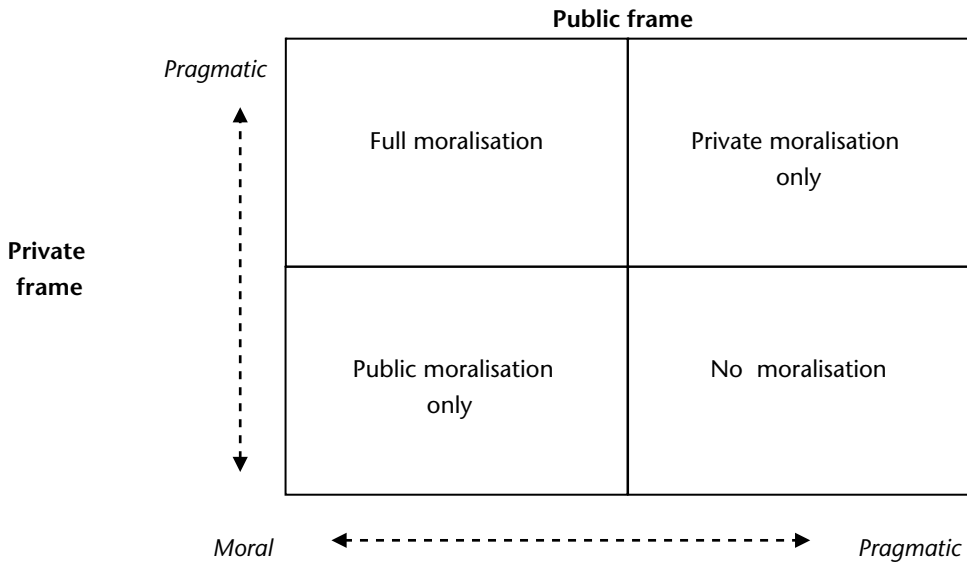 Public frame
Pragmatic
Full moralisation
Private moralisation
only
Private
frame
Public moralisation
only
No moralisation
Moral
Pragmatic